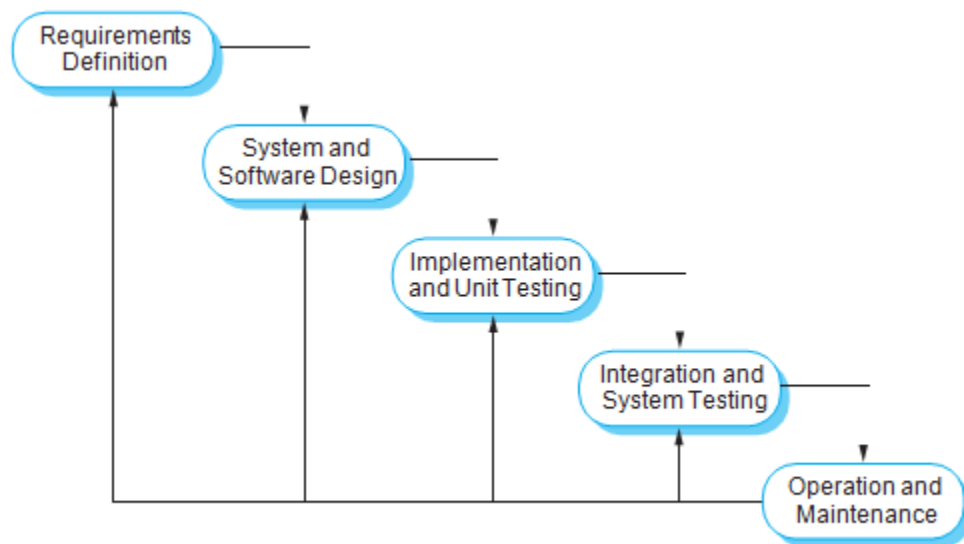 Requirements
Definition
System and
Software Design
Implementation
and Unit Testing
Integration and
System Testing
Operation and
Maintenance